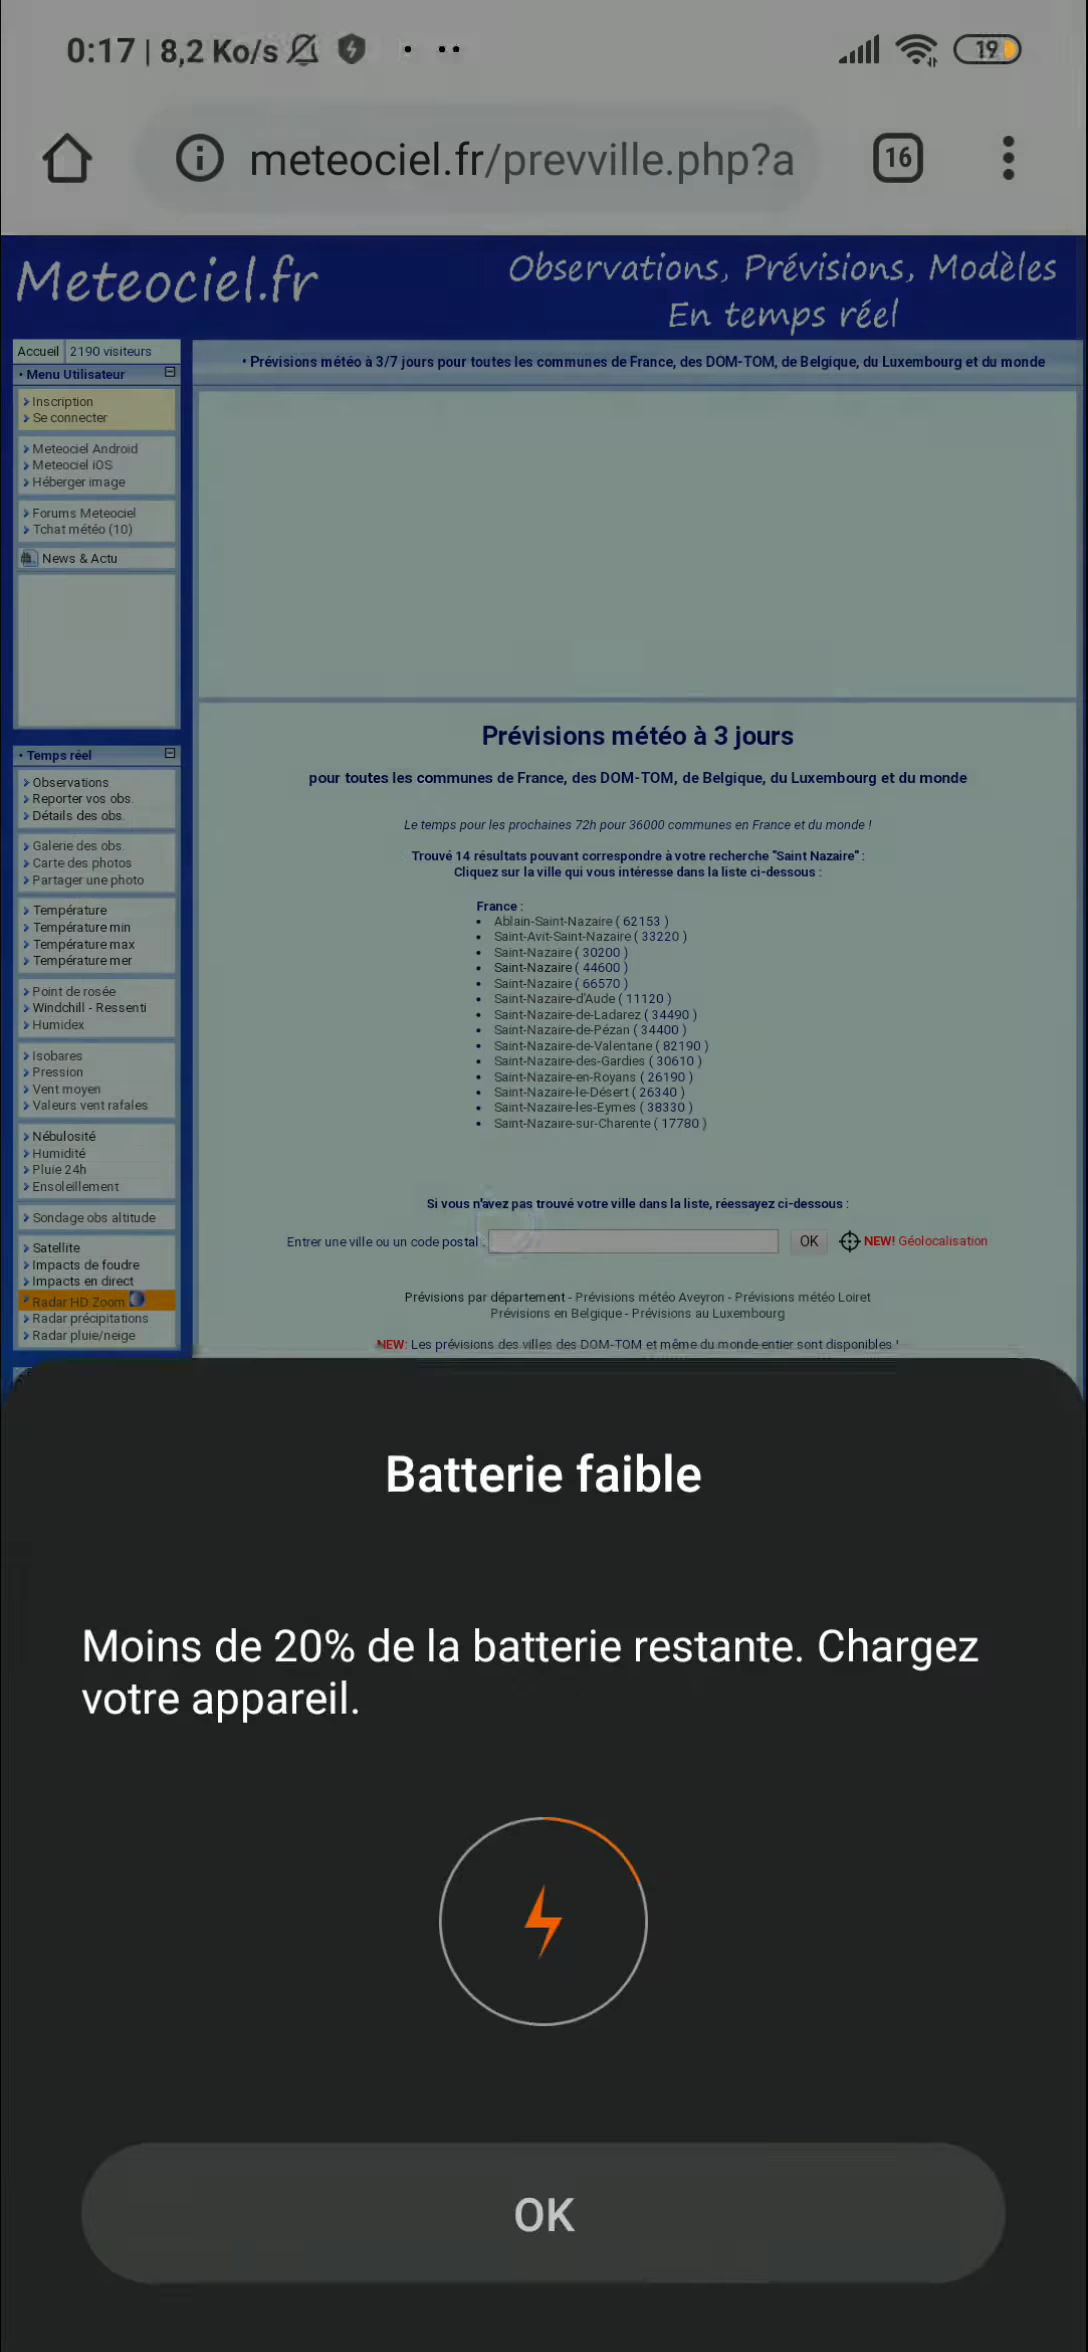 0:17 | 8,2 Ko/s
19
meteociel.fr/prevville.php?a
16
Meteociel.fr
Observations, Prévisions, Modèles
En temps réel
Accueil
2190 visiteurs
• Menu Utilisateur
Inscription
Se connecter
Meteociel Android
Meteociel iOS
Héberger image
Forums Meteociel
Tchat météo (10)
News & Actu
• Temps réel
Observations
Reporter vos obs.
Détails des obs.
Galerie des obs.
Carte des photos
Partager une photo
Température
Température min
Température max
Température mer
Point de rosée
Windchill - Ressenti
Humidex
Isobares
Pression
Vent moyen
Valeurs vent rafales
Nébulosité
Humidité
Pluie 24h
Ensoleillement
Sondage obs altitude
Satellite
Impacts de foudre
Impacts en direct
Radar HD Zoom
Radar précipitations
Radar pluie/neige
• Prévisions météo à 3/7 jours pour toutes les communes de France, des DOM-TOM, de Belgique, du Luxembourg et du monde
Prévisions météo à 3 jours
pour toutes les communes de France, des DOM-TOM, de Belgique, du Luxembourg et du monde
Le temps pour les prochaines 72h pour 36000 communes en France et du monde !
Trouvé 14 résultats pouvant correspondre à votre recherche "Saint Nazaire" :
Cliquez sur la ville qui vous intéresse dans la liste ci-dessous :
France :
• Ablain-Saint-Nazaire ( 62153 )
• Saint-Avit-Saint-Nazaire ( 33220 )
• Saint-Nazaire ( 30200 )
• Saint-Nazaire ( 44600 )
• Saint-Nazaire ( 66570 )
• Saint-Nazaire-d'Aude ( 11120 )
• Saint-Nazaire-de-Ladarez ( 34490 )
• Saint-Nazaire-de-Pézan ( 34400 )
• Saint-Nazaire-de-Valentane ( 82190 )
• Saint-Nazaire-des-Gardies ( 30610 )
• Saint-Nazaire-en-Royans ( 26190 )
• Saint-Nazaire-le-Désert ( 26340 )
• Saint-Nazaire-les-Eymes ( 38330 )
• Saint-Nazaire-sur-Charente ( 17780 )
Si vous n'avez pas trouvé votre ville dans la liste, réessayez ci-dessous :
Entrer une ville ou un code postal : OK NEW! Géolocalisation
Prévisions par département - Prévisions météo Aveyron - Prévisions météo Loiret
Prévisions en Belgique - Prévisions au Luxembourg
NEW: Les prévisions des villes des DOM-TOM et même du monde entier sont disponibles !
Batterie faible
Moins de 20% de la batterie restante. Chargez
votre appareil.
OK